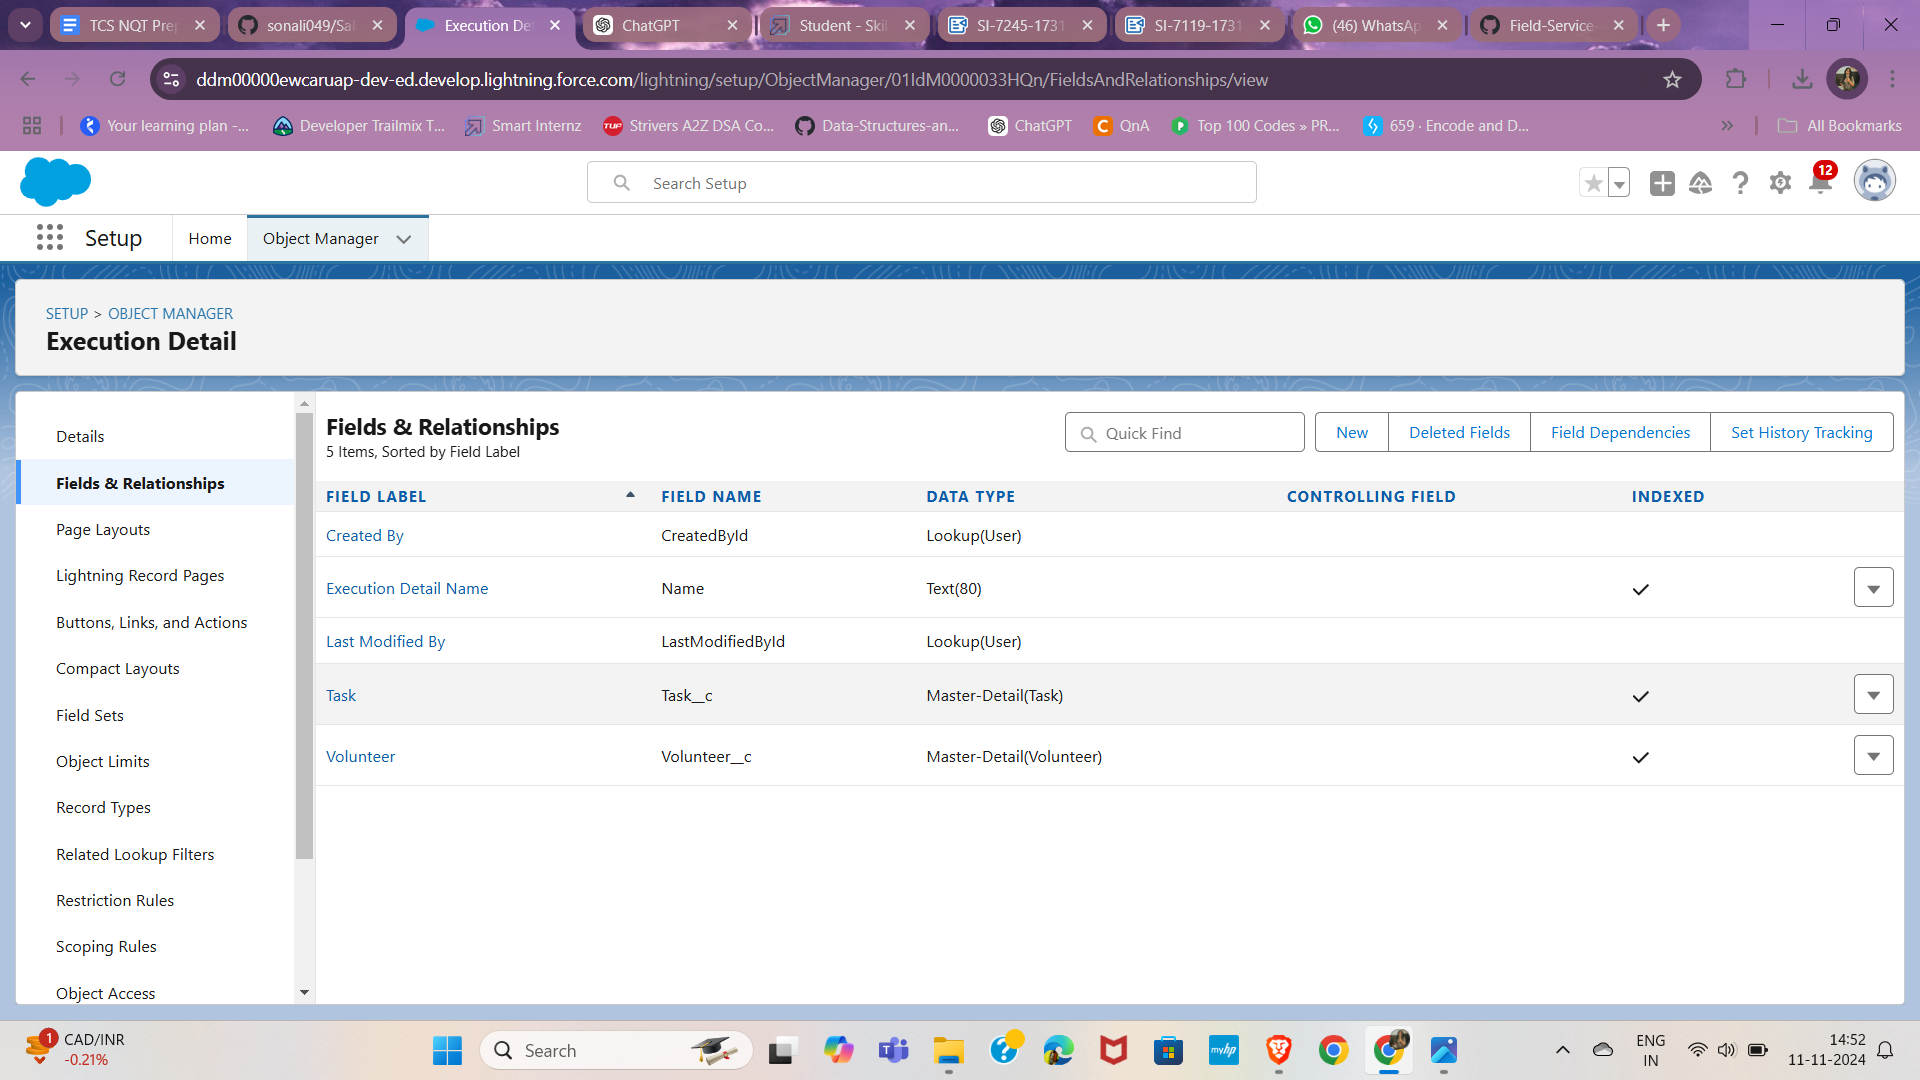 TCS NQT Prep
sonali049/Sal
Execution De
ChatGPT
Student - Skil
SI-7245-1731
SI-7119-1731
(46) WhatsAp
Field-Service-
ddm00000ewcaruap-dev-ed.develop.lightning.force.com/lightning/setup/ObjectManager/01IdM0000033HQn/FieldsAndRelationships/view
Your learning plan -...
Developer Trailmix T...
Smart Internz
TUF
Strivers A2Z DSA Co...
Data-Structures-an...
ChatGPT
QnA
Top 100 Codes » PR...
659 · Encode and D...
All Bookmarks
Search Setup
12
Setup
Home
Object Manager
SETUP > OBJECT MANAGER
Execution Detail
Details
Fields & Relationships
Page Layouts
Lightning Record Pages
Buttons, Links, and Actions
Compact Layouts
Field Sets
Object Limits
Record Types
Related Lookup Filters
Restriction Rules
Scoping Rules
Object Access
Fields & Relationships
5 Items, Sorted by Field Label
Quick Find
New
Deleted Fields
Field Dependencies
Set History Tracking
FIELD LABEL FIELD NAME DATA TYPE CONTROLLING FIELD INDEXED
Created By CreatedById Lookup(User)
Execution Detail Name Name Text(80)
Last Modified By LastModifiedById Lookup(User)
Task Task__c Master-Detail(Task)
Volunteer Volunteer__c Master-Detail(Volunteer)
1
CAD/INR
-0.21%
Search
myhp
ENG
IN
14:52
11-11-2024